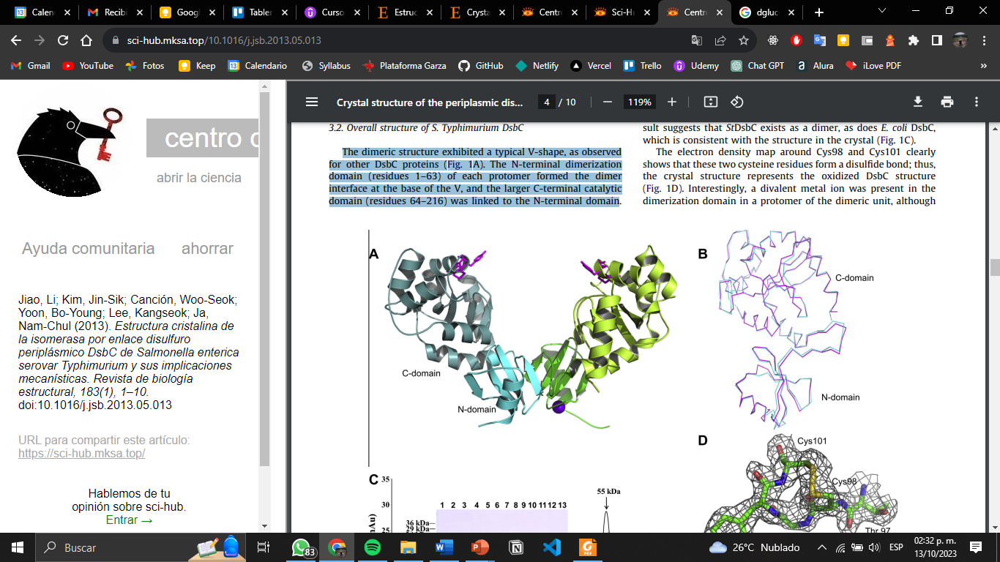 Calen
Recibi
Googl
Tabler
Curso
Estruc
Crysta
Centr
Sci-H
Centr
dgluc
sci-hub.mksa.top/10.1016/j.jsb.2013.05.013
Gmail
YouTube
Fotos
Keep
Calendario
Syllabus
Plataforma Garza
GitHub
Netlify
Vercel
Trello
Udemy
Chat GPT
Alura
iLove PDF
»
centro
abrir la ciencia
Ayuda comunitaria
ahorrar
Jiao, Li; Kim, Jin-Sik; Canción, Woo-Seok;
Yoon, Bo-Young; Lee, Kangseok; Ja,
Nam-Chul (2013). Estructura cristalina de
la isomerasa por enlace disulfuro
periplásmico DsbC de Salmonella enterica
serovar Typhimurium y sus implicaciones
mecanísticas. Revista de biología
estructural, 183(1), 1–10.
doi:10.1016/j.jsb.2013.05.013
URL para compartir este artículo:
https://sci-hub.mksa.top/
Hablemos de tu
opinión sobre sci-hub.
Entrar →
Crystal structure of the periplasmic dis...
4 / 10
119%
3.2. Overall structure of S. Typhimurium DsbC
The dimeric structure exhibited a typical V-shape, as observed
for other DsbC proteins (Fig. 1A). The N-terminal dimerization
domain (residues 1–63) of each protomer formed the dimer
interface at the base of the V, and the larger C-terminal catalytic
domain (residues 64–216) was linked to the N-terminal domain.
sult suggests that StDsbC exists as a dimer, as does E. coli DsbC,
which is consistent with the structure in the crystal (Fig. 1C).
The electron density map around Cys98 and Cys101 clearly
shows that these two cysteine residues form a disulfide bond; thus,
the crystal structure represents the oxidized DsbC structure
(Fig. 1D). Interestingly, a divalent metal ion was present in the
dimerization domain in a protomer of the dimeric unit, although
A
C-domain
N-domain
B
C-domain
N-domain
C
35
30
25
mAu)
1 2 3 4 5 6 7 8 9 10 11 12 13
36 kDa
29 kDa
55 kDa
D
Cys101
Cys98
Thr 97
Buscar
83
26°C Nublado
ESP
02:32 p. m.
13/10/2023